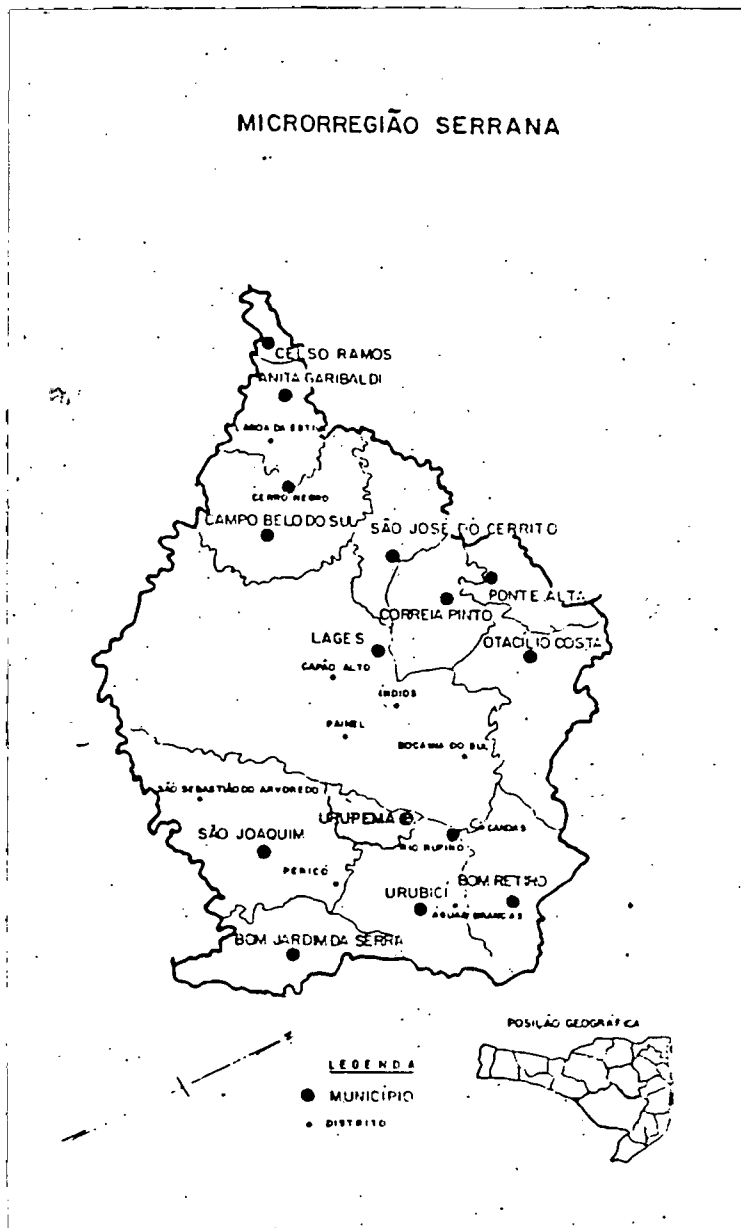 MICRORREGIÃO SERRANA
CELSO RAMOS
ANITA GARIBALDI
CERRO NEGRO
CAMPO BELO DO SUL
SÃO JOSÉ DO CERRITO
PONTE ALTA
CORREIA PINTO
LAGES
OTACÍLIO COSTA
CAPÃO ALTO
ÍNDIOS
PAINEL
BOCAINA DO SUL
SÃO SEBASTIÃO DO ARVOREDO
URUPEMA
SÃO JOAQUIM
RIO RUFINO
PERICÓ
URUBICI
BOM RETIRO
ÁGUAS BRANCAS
BOM JARDIM DA SERRA
N
POSIÇÃO GEOGRÁFICA
LEGENDA
MUNICÍPIO
DISTRITO